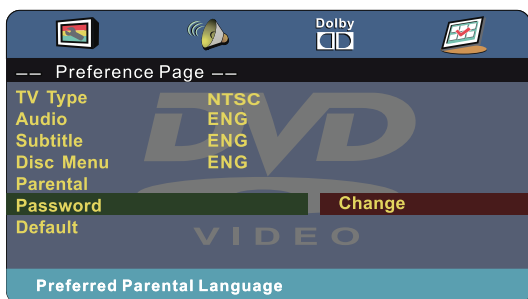 Dolby
-- Preference Page --
TV Type NTSC
Audio ENG
Subtitle ENG
Disc Menu ENG
Parental
Password Change
Default
DVD
VIDEO
Preferred Parental Language